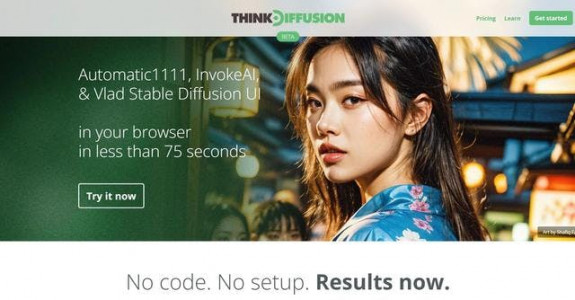 THINKDIFFUSION
BETA
Pricing
Learn
Get started
Automatic1111, InvokeAI,
& Vlad Stable Diffusion UI
in your browser
in less than 75 seconds
Try it now
Art by Shafiq
No code. No setup. Results now.